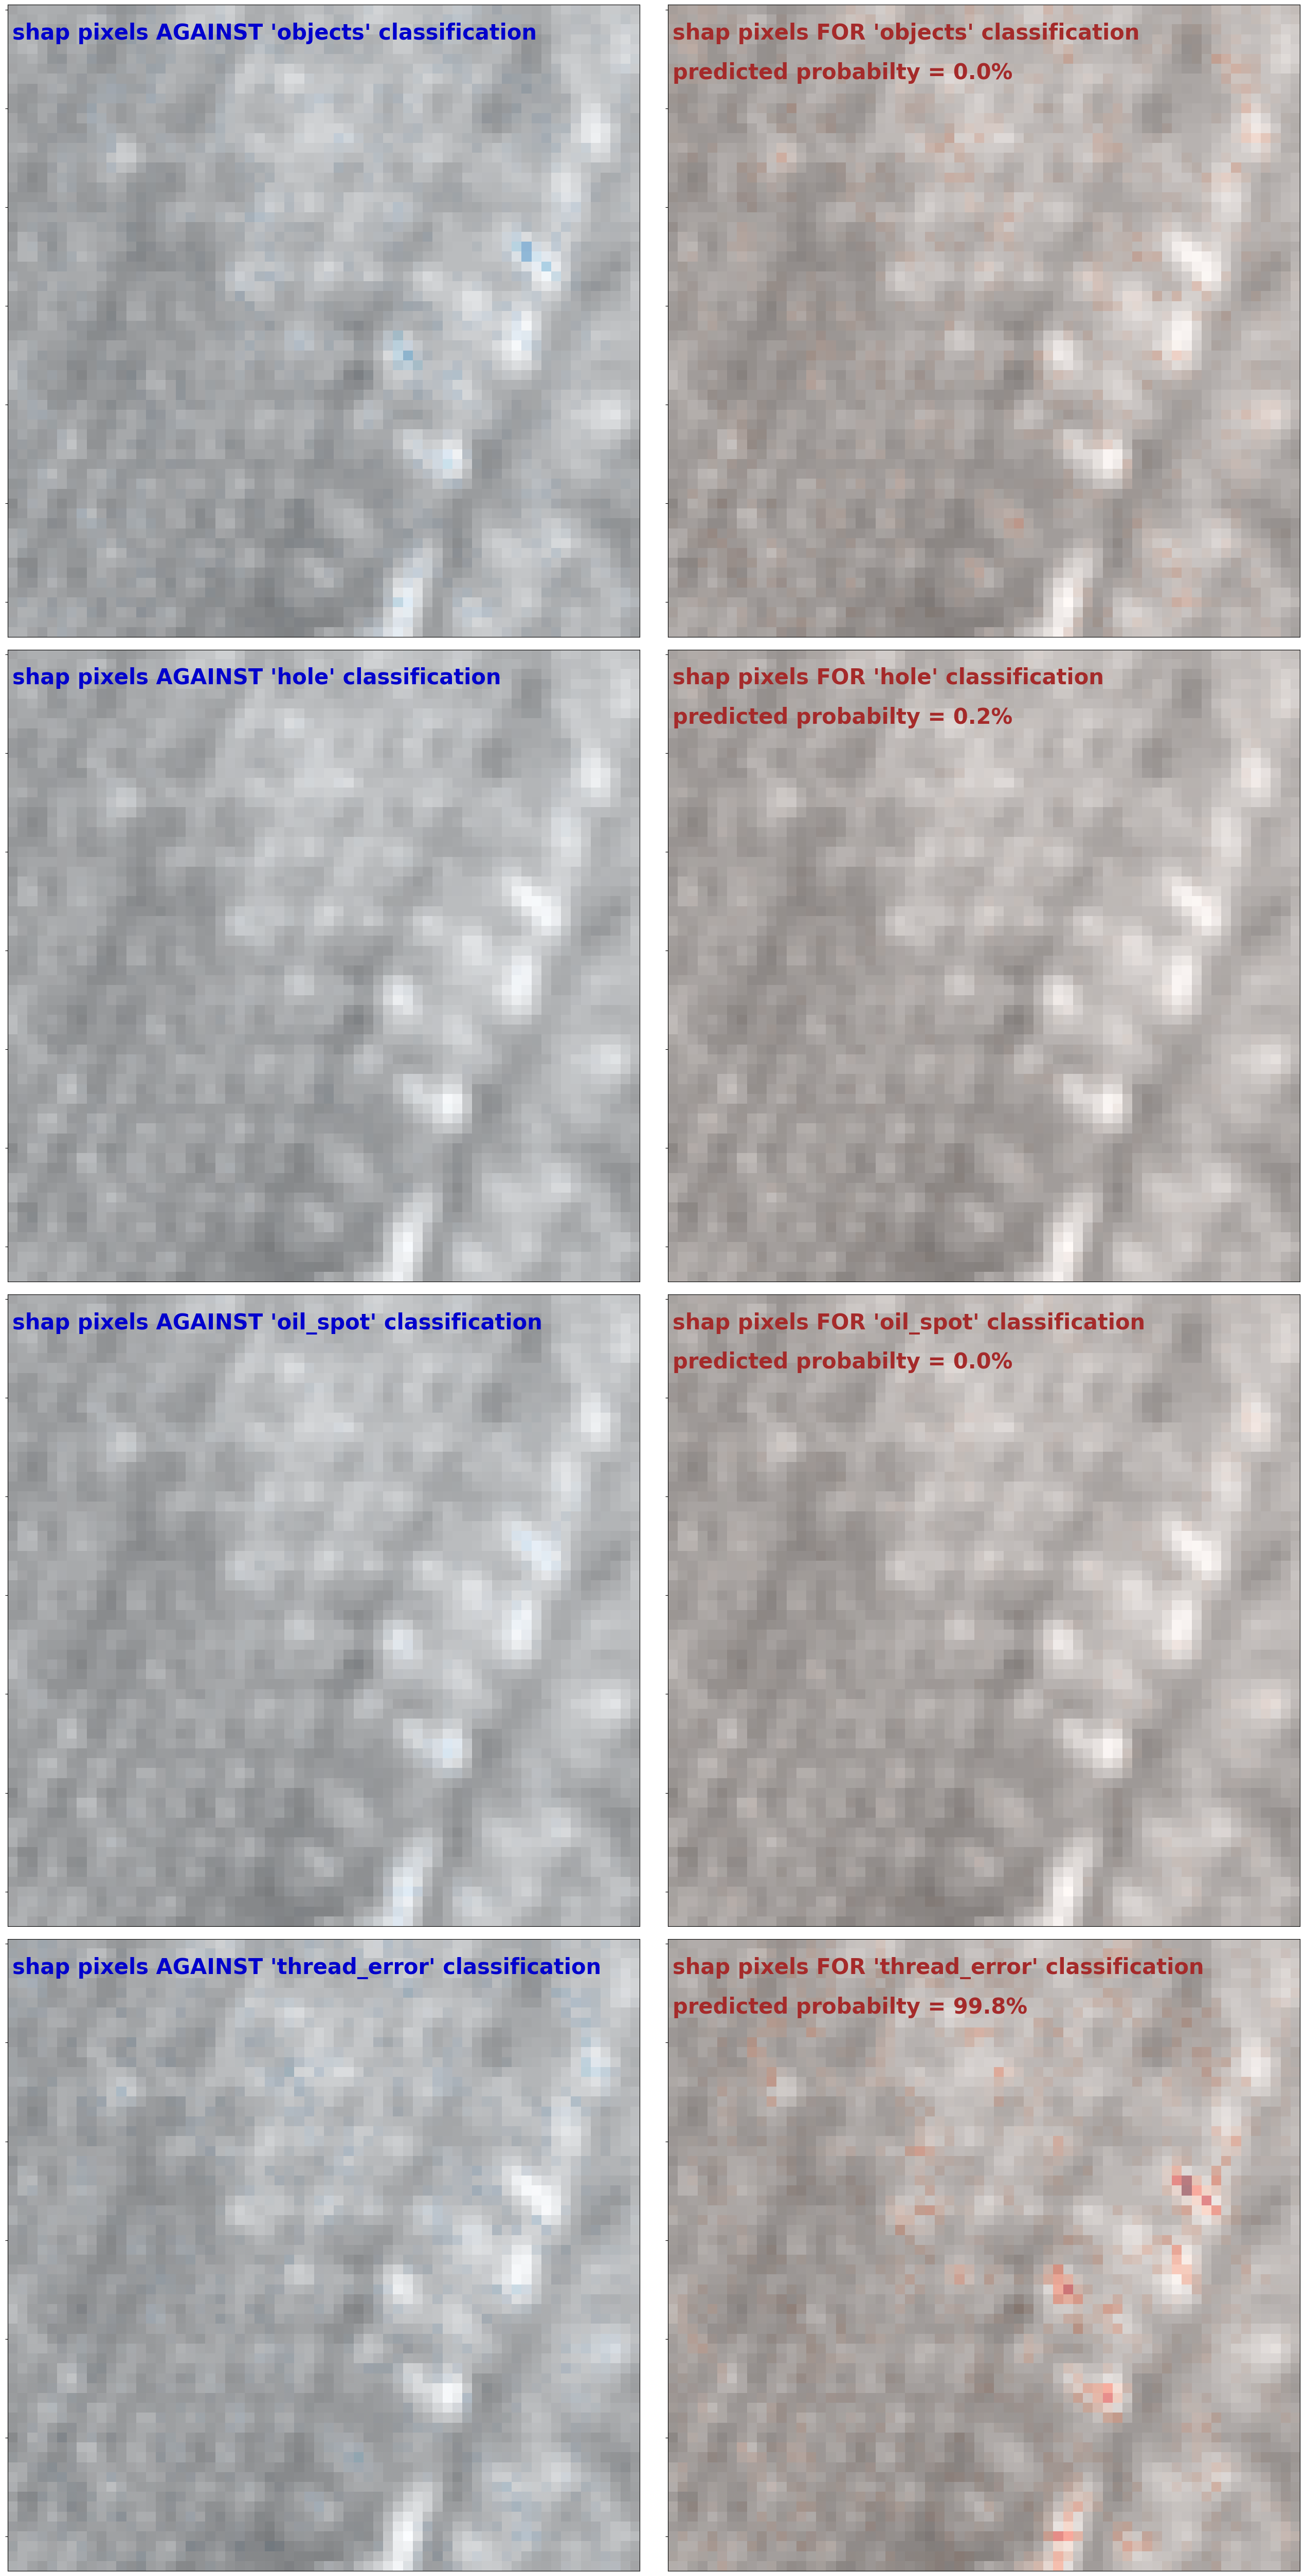 shap pixels AGAINST 'objects' classification
shap pixels FOR 'objects' classification
predicted probabilty = 0.0%
shap pixels AGAINST 'hole' classification
shap pixels FOR 'hole' classification
predicted probabilty = 0.2%
shap pixels AGAINST 'oil_spot' classification
shap pixels FOR 'oil_spot' classification
predicted probabilty = 0.0%
shap pixels AGAINST 'thread_error' classification
shap pixels FOR 'thread_error' classification
predicted probabilty = 99.8%